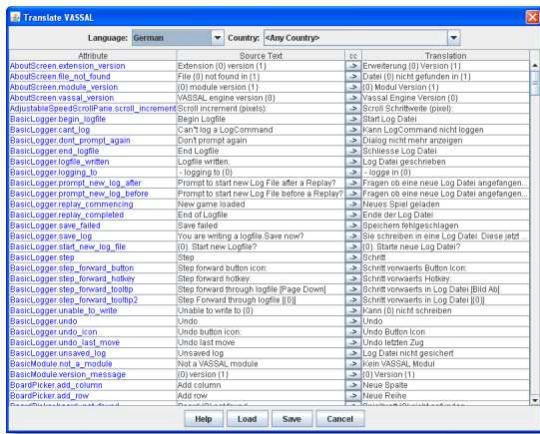 Translate VASSAL
Language: German Country: <Any Country>
Attribute Source Text cc Translation
AboutScreen.extension_version Extension {0} version {1} -> Erweiterung {0} Version {1}
AboutScreen.file_not_found File {0} not found in {1} -> Datei {0} nicht gefunden in {1}
AboutScreen.module_version {0} module version {1} -> {0} Modul Version {1}
AboutScreen.vassal_version VASSAL engine version {0} -> Vassal Engine Version {0}
AdjustableSpeedScrollPane.scroll_increment Scroll increment (pixels): -> Scroll Schrittweite (pixel):
BasicLogger.begin_logfile Begin Logfile -> Start Log Datei
BasicLogger.cant_log Can't log a LogCommand -> Kann LogCommand nicht loggen
BasicLogger.dont_prompt_again Don't prompt again -> Dialog nicht mehr anzeigen
BasicLogger.end_logfile End Logfile -> Schliesse Log Datei
BasicLogger.logfile_written Logfile written. -> Log Datei geschrieben
BasicLogger.logging_to - logging to {0} -> - logge in {0}
BasicLogger.prompt_new_log_after Prompt to start new Log File after a Replay? -> Fragen ob eine neue Log Datei angefangen...
BasicLogger.prompt_new_log_before Prompt to start new Log File before a Replay? -> Fragen ob eine neue Log Datei angefangen...
BasicLogger.replay_commencing New game loaded -> Neues Spiel geladen
BasicLogger.replay_completed End of Logfile -> Ende der Log Datei
BasicLogger.save_failed Save failed -> Speichern fehlgeschlagen
BasicLogger.save_log You are writing a logfile.Save now? -> Sie schreiben in eine Log Datei. Diese jetzt ...
BasicLogger.start_new_log_file {0}. Start new Logfile? -> {0}. Starte neue Log Datei?
BasicLogger.step Step -> Schritt
BasicLogger.step_forward_button Step forward button icon: -> Schritt vorwaerts Button Icon:
BasicLogger.step_forward_hotkey Step forward hotkey: -> Schritt vorwaerts Hotkey:
BasicLogger.step_forward_tooltip Step forward through logfile [Page Down] -> Schritt vorwaerts in Log Datei [Bild Ab]
BasicLogger.step_forward_tooltip2 Step Forward through logfile [{0}] -> Schritt vorwaerts in Log Datei [{0}]
BasicLogger.unable_to_write Unable to write to {0} -> Kann {0} nicht schreiben
BasicLogger.undo Undo -> Undo
BasicLogger.undo_icon Undo button icon: -> Undo Button Icon
BasicLogger.undo_last_move Undo last move -> Undo letzten Zug
BasicLogger.unsaved_log Unsaved log -> Log Datei nicht gesichert
BasicModule.not_a_module Not a VASSAL module -> Kein VASSAL Modul
BasicModule.version_message {0} version {1} -> {0} Version {1}
BoardPicker.add_column Add column -> Neue Spalte
BoardPicker.add_row Add row -> Neue Reihe
Help Load Save Cancel